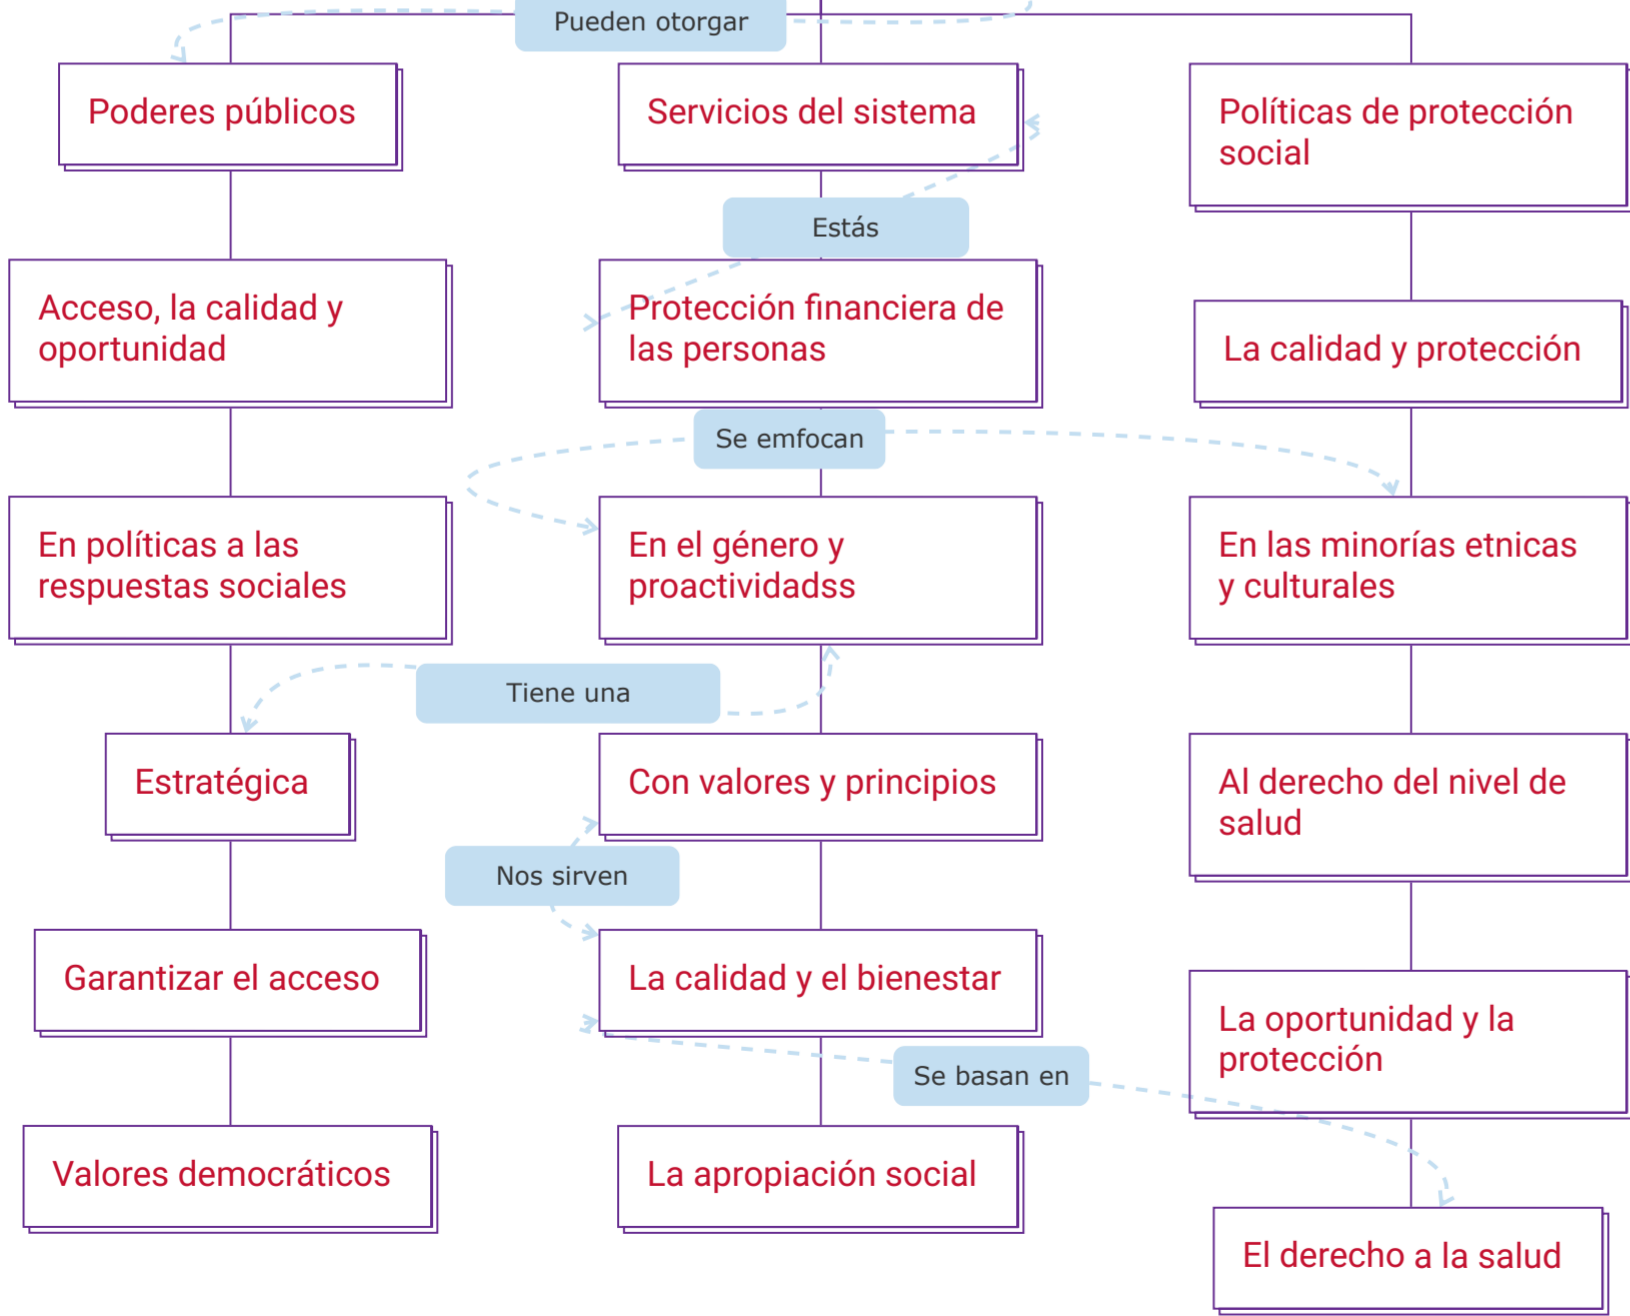 Pueden otorgar
Poderes públicos
Servicios del sistema
Políticas de protección
social
Estás
Acceso, la calidad y
oportunidad
Protección financiera de
las personas
La calidad y protección
Se emfocan
En políticas a las
respuestas sociales
En el género y
proactividadss
En las minorías etnicas
y culturales
Tiene una
Estratégica
Con valores y principios
Al derecho del nivel de
salud
Nos sirven
Garantizar el acceso
La calidad y el bienestar
La oportunidad y la
protección
Se basan en
Valores democráticos
La apropiación social
El derecho a la salud